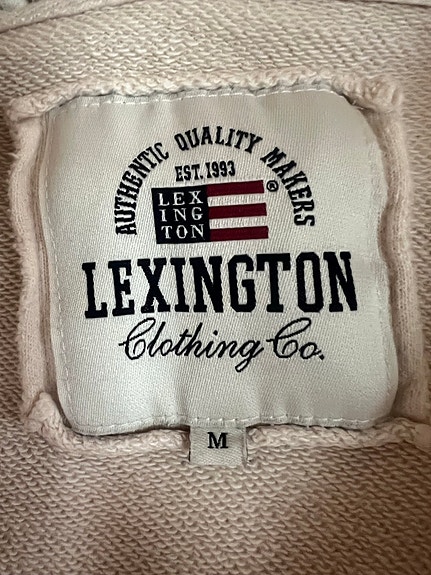 AUTHENTIC QUALITY MAKERS
EST. 1993
LEX
ING
TON
®
LEXINGTON
Clothing Co.
M